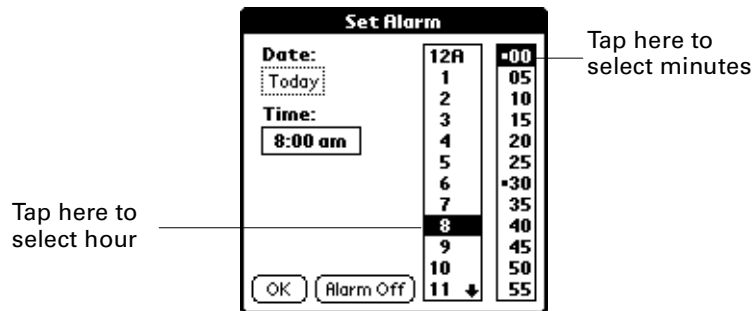 Set Alarm
Date:
Today
Time:
8:00 am
12A
1
2
3
4
5
6
7
8
9
10
11
00
05
10
15
20
25
30
35
40
45
50
55
OK
Alarm Off
Tap here to
select minutes
Tap here to
select hour